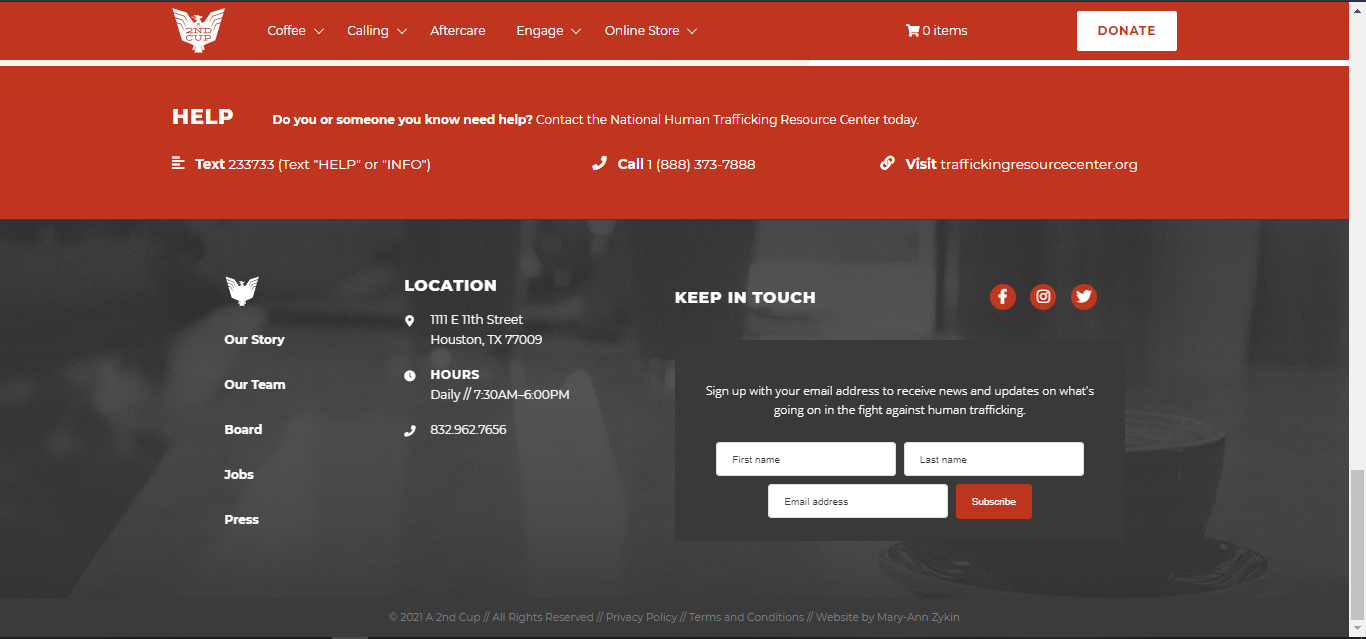 A
2ND
CUP
Coffee
Calling
Aftercare
Engage
Online Store
0 items
DONATE
HELP
Do you or someone you know need help? Contact the National Human Trafficking Resource Center today.
Text 233733 (Text "HELP" or "INFO")
Call 1 (888) 373-7888
Visit traffickingresourcecenter.org
Our Story
Our Team
Board
Jobs
Press
LOCATION
1111 E 11th Street
Houston, TX 77009
HOURS
Daily // 7:30AM–6:00PM
832.962.7656
KEEP IN TOUCH
Sign up with your email address to receive news and updates on what's
going on in the fight against human trafficking.
First name
Last name
Email address
Subscribe
© 2021 A 2nd Cup // All Rights Reserved // Privacy Policy // Terms and Conditions // Website by Mary-Ann Zykin